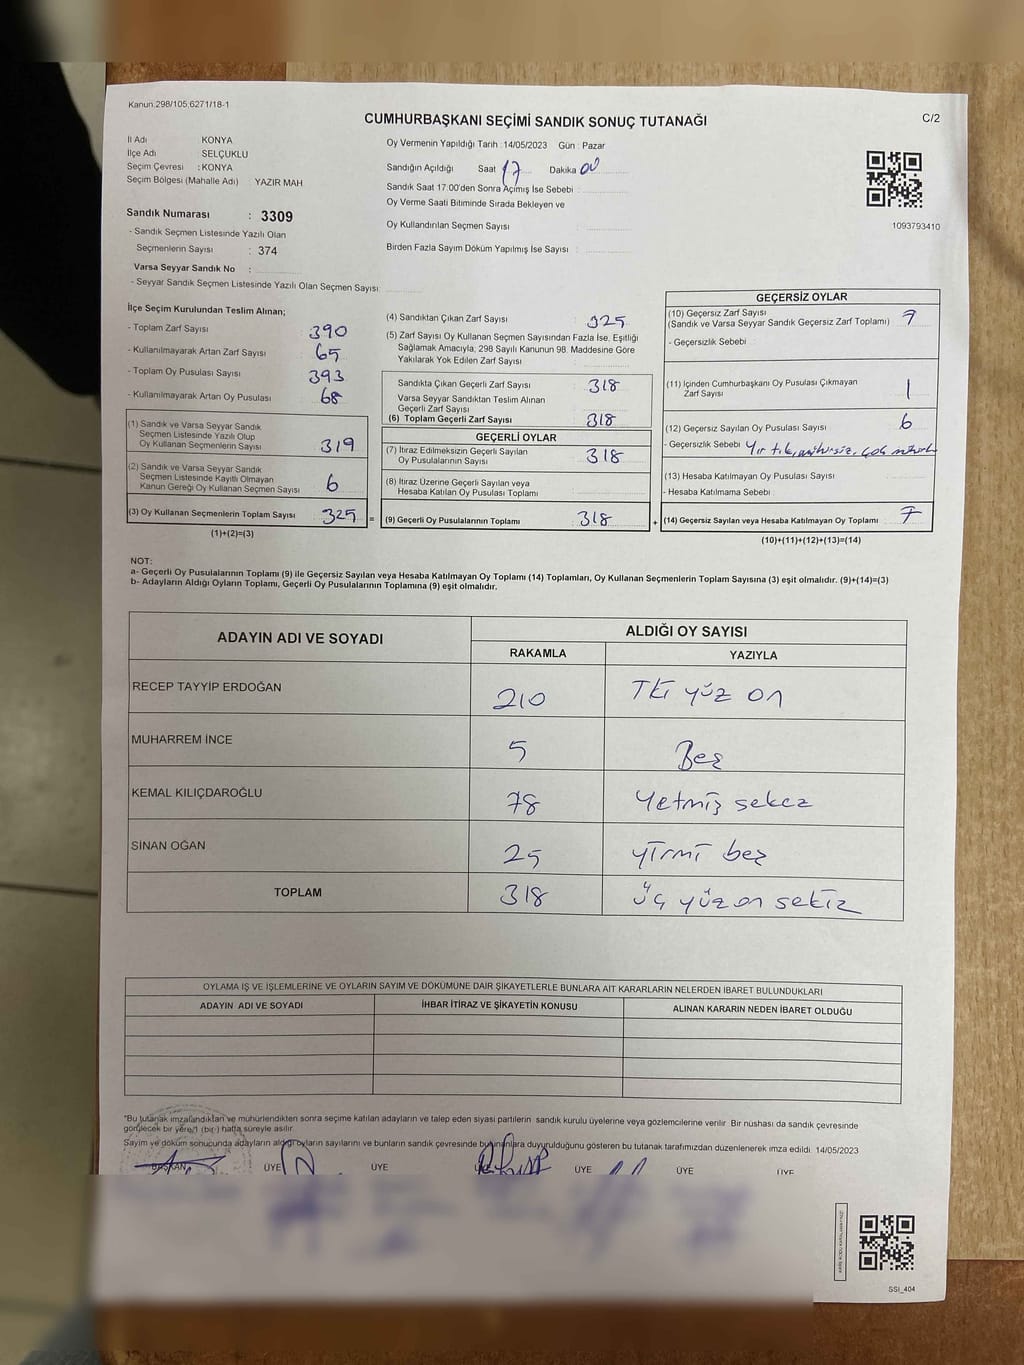 Kanun.298/105,6271/18-1
CUMHURBAŞKANI SEÇİMİ SANDIK SONUÇ TUTANAĞI
C/2
İl Adı KONYA
İlçe Adı SELÇUKLU
Seçim Çevresi : KONYA
Seçim Bölgesi (Mahalle Adı) : YAZIR MAH
Sandık Numarası : 3309
- Sandık Seçmen Listesinde Yazılı Olan
Seçmenlerin Sayısı : 374
Varsa Seyyar Sandık No :
- Seyyar Sandık Seçmen Listesinde Yazılı Olan Seçmen Sayısı:
Oy Vermenin Yapıldığı Tarih : 14/05/2023 Gün : Pazar
Sandığın Açıldığı Saat 17 Dakika 00
Sandık Saat 17:00'den Sonra Açımış İse Sebebi :
Oy Verme Saati Bitiminde Sırada Bekleyen ve
Oy Kullandırılan Seçmen Sayısı :
Birden Fazla Sayım Döküm Yapılmış İse Sayısı :
1093793410
İlçe Seçim Kurulundan Teslim Alınan;
- Toplam Zarf Sayısı 390
- Kullanılmayarak Artan Zarf Sayısı 65
- Toplam Oy Pusulası Sayısı 393
- Kullanılmayarak Artan Oy Pusulası 68
(1) Sandık ve Varsa Seyyar Sandık
Seçmen Listesinde Yazılı Olup
Oy Kullanan Seçmenlerin Sayısı 319
(2) Sandık ve Varsa Seyyar Sandık
Seçmen Listesinde Kayıtlı Olmayan
Kanun Gereği Oy Kullanan Seçmen Sayısı 6
(3) Oy Kullanan Seçmenlerin Toplam Sayısı 325 =
(1)+(2)=(3)
(4) Sandıktan Çıkan Zarf Sayısı : 325
(5) Zarf Sayısı Oy Kullanan Seçmen Sayısından Fazla İse, Eşitliği
Sağlamak Amacıyla, 298 Sayılı Kanunun 98. Maddesine Göre
Yakılarak Yok Edilen Zarf Sayısı :
Sandıkta Çıkan Geçerli Zarf Sayısı : 318
Varsa Seyyar Sandıktan Teslim Alınan
Geçerli Zarf Sayısı :
(6) Toplam Geçerli Zarf Sayısı : 318
GEÇERLİ OYLAR
(7) İtiraz Edilmeksizin Geçerli Sayılan
Oy Pusulalarının Sayısı : 318
(8) İtiraz Üzerine Geçerli Sayılan veya
Hesaba Katılan Oy Pusulası Toplamı
(9) Geçerli Oy Pusulalarının Toplamı : 318 +
GEÇERSİZ OYLAR
(10) Geçersiz Zarf Sayısı
(Sandık ve Varsa Seyyar Sandık Geçersiz Zarf Toplamı)
- Geçersizlik Sebebi
(11) İçinden Cumhurbaşkanı Oy Pusulası Çıkmayan
Zarf Sayısı 1
(12) Geçersiz Sayılan Oy Pusulası Sayısı 6
- Geçersizlik Sebebi
(13) Hesaba Katılmayan Oy Pusulası Sayısı
- Hesaba Katılmama Sebebi
(14) Geçersiz Sayılan veya Hesaba Katılmayan Oy Toplamı 7
(10)+(11)+(12)+(13)=(14)
NOT:
a- Geçerli Oy Pusulalarının Toplamı (9) ile Geçersiz Sayılan veya Hesaba Katılmayan Oy Toplamı (14) Toplamları, Oy Kullanan Seçmenlerin Toplam Sayısına (3) eşit olmalıdır. (9)+(14)=(3)
b- Adayların Aldığı Oyların Toplamı, Geçerli Oy Pusulalarının Toplamına (9) eşit olmalıdır.
ADAYIN ADI VE SOYADI
ALDIĞI OY SAYISI
RAKAMLA YAZIYLA
RECEP TAYYİP ERDOĞAN 210 İki yüz on
MUHARREM İNCE 5 Beş
KEMAL KILIÇDAROĞLU 78 Yetmiş sekiz
SİNAN OĞAN 25 yirmi beş
TOPLAM 318 üç yüz on sekiz
OYLAMA İŞ VE İŞLEMLERİNE VE OYLARIN SAYIM VE DÖKÜMÜNE DAİR ŞİKAYETLERLE BUNLARA AİT KARARLARIN NELERDEN İBARET BULUNDUKLARI
ADAYIN ADI VE SOYADI İHBAR İTİRAZ VE ŞİKAYETİN KONUSU ALINAN KARARIN NEDEN İBARET OLDUĞU
*Bu tutanak imzalandıktan ve mühürlendikten sonra seçime katılan adayların ve talep eden siyasi partilerin sandık kurulu üyelerine veya gözlemcilerine verilir. Bir nüshası da sandık çevresinde
görülecek bir yere/1 (bir-) hafta süreyle asılır.
Sayım ve döküm sonucunda adayların aldığı oyların sayılarını ve bunların sandık çevresinde bulunanlara duyurulduğunu gösteren bu tutanak tarafımızdan düzenlenerek imza edildi. 14/05/2023
BAŞKAN ÜYE ÜYE ÜYE ÜYE ÜYE
SSI_404